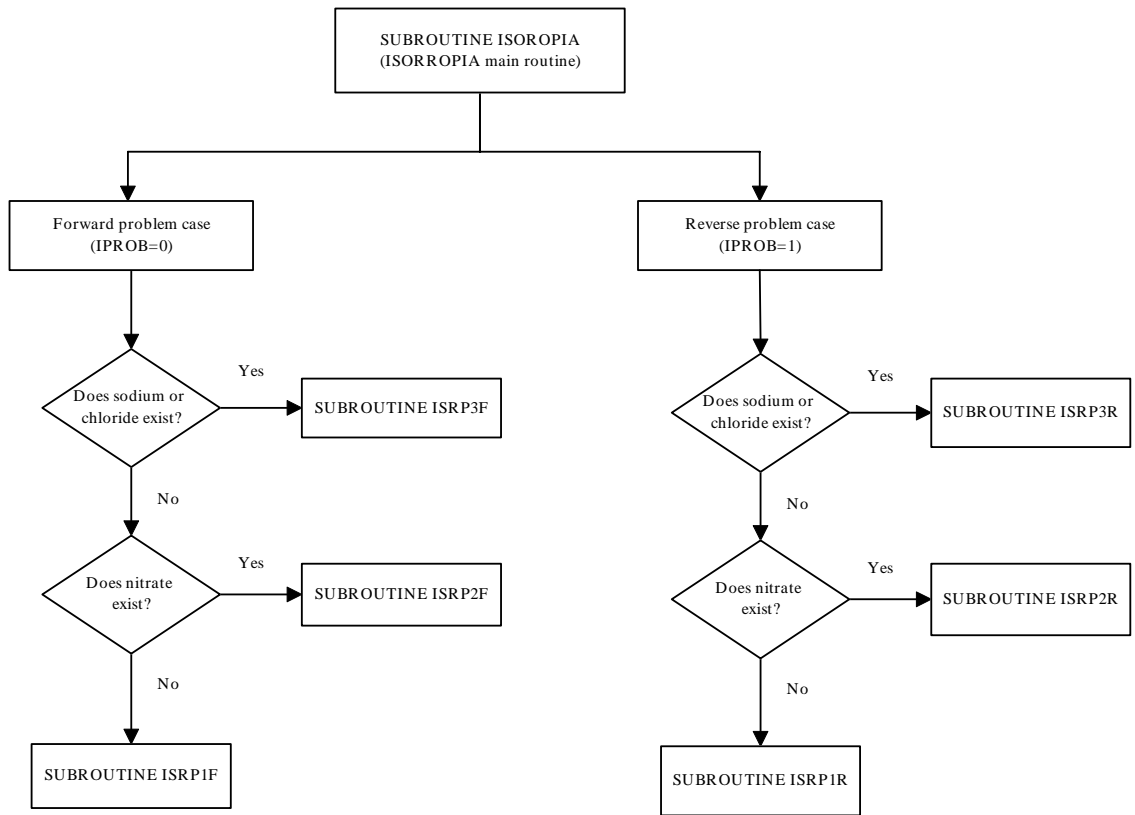 SUBROUTINE ISOROPIA
(ISORROPIA main routine)
Forward problem case
(IPROB=0)
Reverse problem case
(IPROB=1)
Does sodium or
chloride exist?
Yes
SUBROUTINE ISRP3F
Does sodium or
chloride exist?
Yes
SUBROUTINE ISRP3R
No
No
Does nitrate
exist?
Yes
SUBROUTINE ISRP2F
Does nitrate
exist?
Yes
SUBROUTINE ISRP2R
No
No
SUBROUTINE ISRP1F
SUBROUTINE ISRP1R